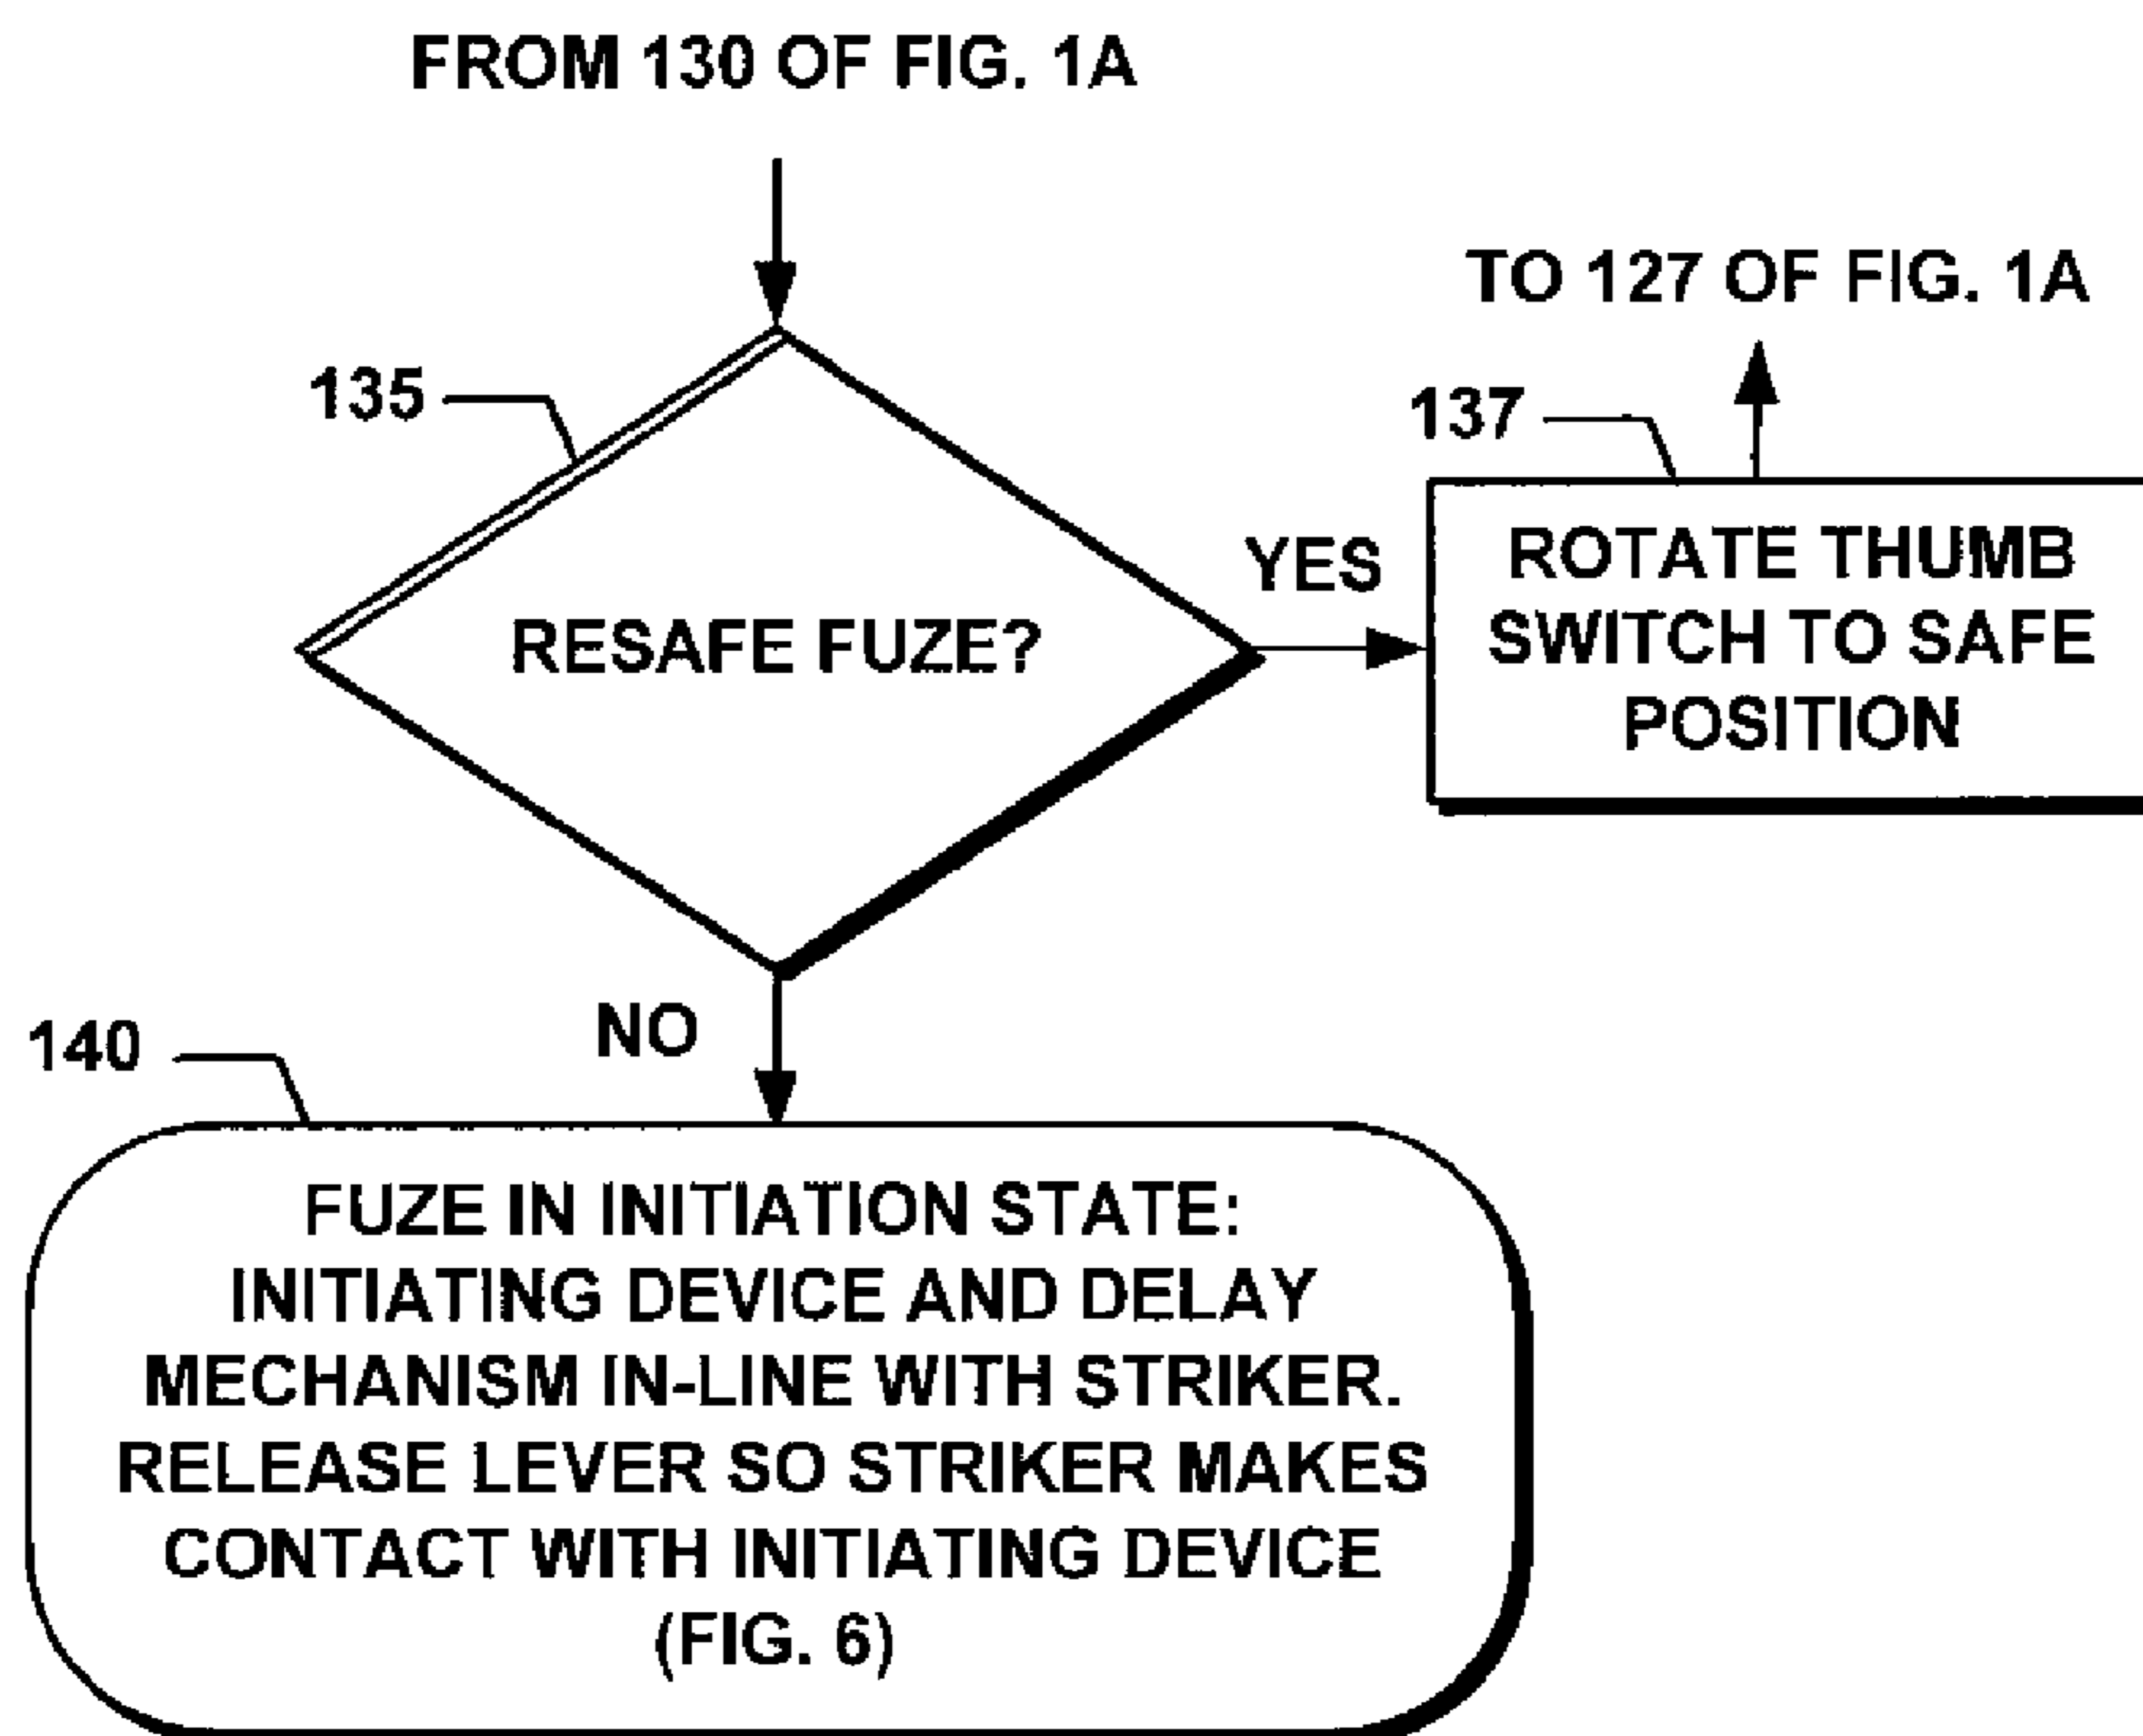 FROM 130 OF FIG. 1A
TO 127 OF FIG. 1A
135
137
YES
ROTATE THUMB
SWITCH TO SAFE
POSITION
RESAFE FUZE?
NO
140
FUZE IN INITIATION STATE:
INITIATING DEVICE AND DELAY
MECHANISM IN-LINE WITH STRIKER.
RELEASE LEVER SO STRIKER MAKES
CONTACT WITH INITIATING DEVICE
(FIG. 6)